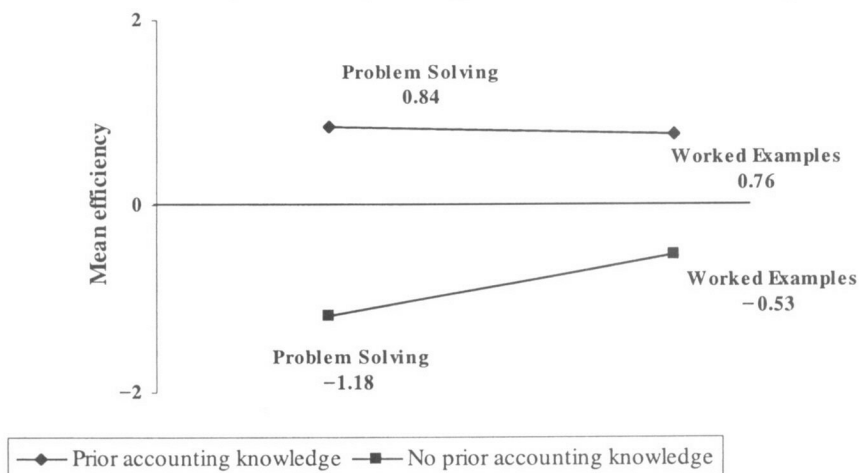 2
Problem Solving
0.84
Worked Examples
0.76
0
Mean efficiency
Worked Examples
−0.53
Problem Solving
−1.18
−2
Prior accounting knowledge No prior accounting knowledge